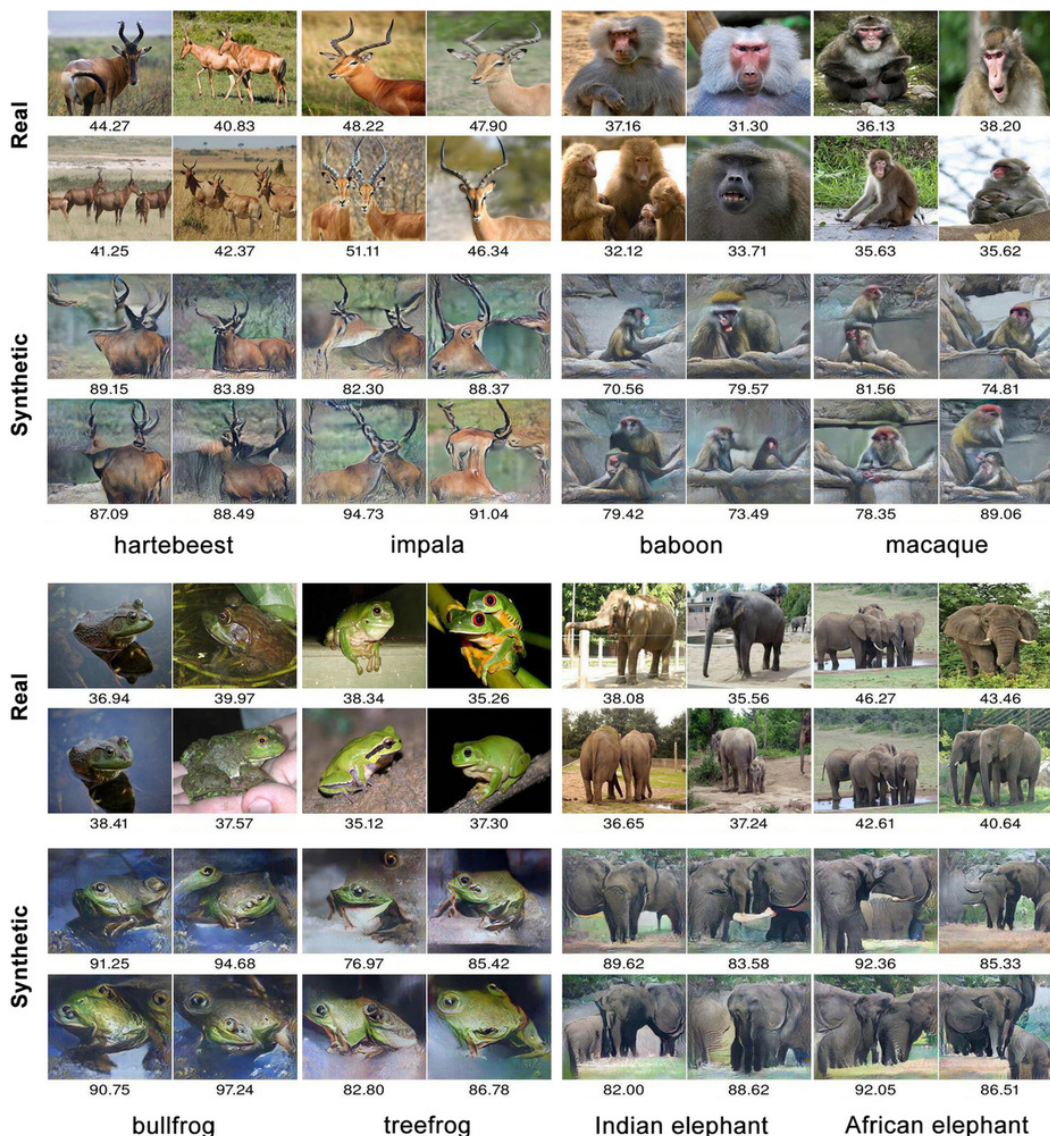 Real
44.27 40.83 48.22 47.90 37.16 31.30 36.13 38.20
41.25 42.37 51.11 46.34 32.12 33.71 35.63 35.62
Synthetic
89.15 83.89 82.30 88.37 70.56 79.57 81.56 74.81
87.09 88.49 94.73 91.04 79.42 73.49 78.35 89.06
hartebeest impala baboon macaque
Real
36.94 39.97 38.34 35.26 38.08 35.56 46.27 43.46
38.41 37.57 35.12 37.30 36.65 37.24 42.61 40.64
Synthetic
91.25 94.68 76.97 85.42 89.62 83.58 92.36 85.33
90.75 97.24 82.80 86.78 82.00 88.62 92.05 86.51
bullfrog treefrog Indian elephant African elephant